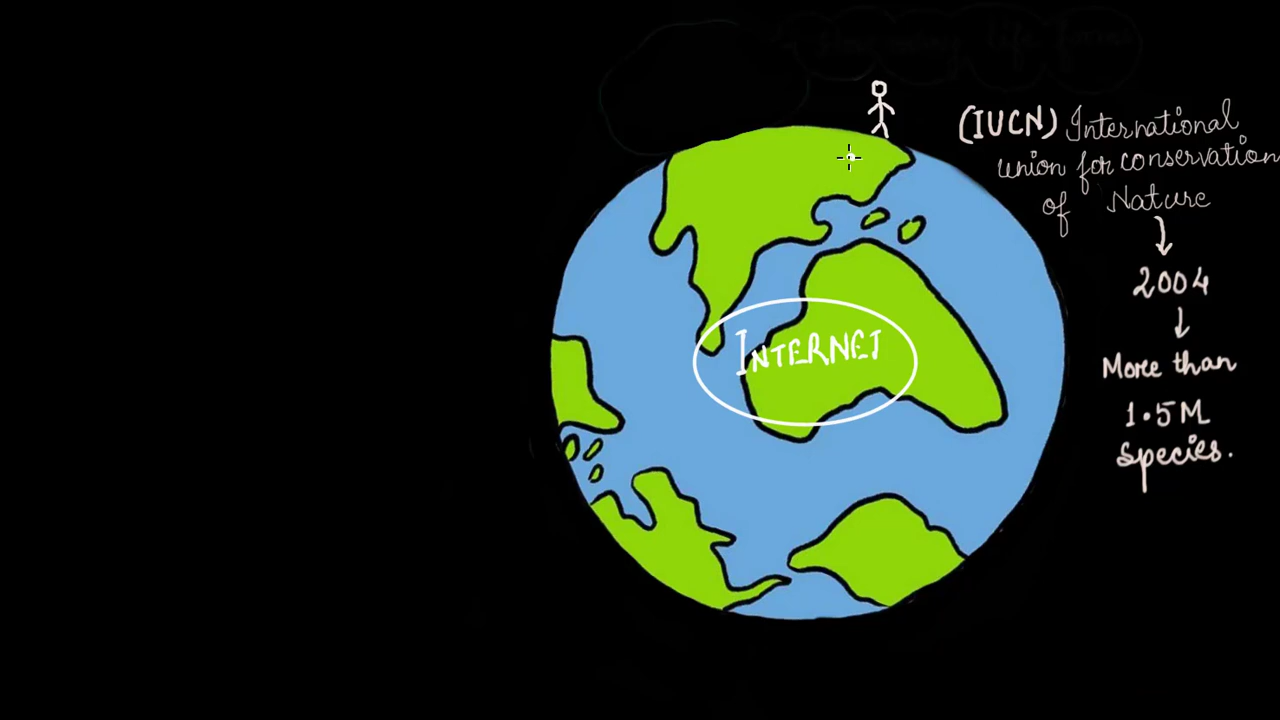 (IUCN) International
union for conservation
of Nature
2004
More than
1.5M
Species.
INTERNET